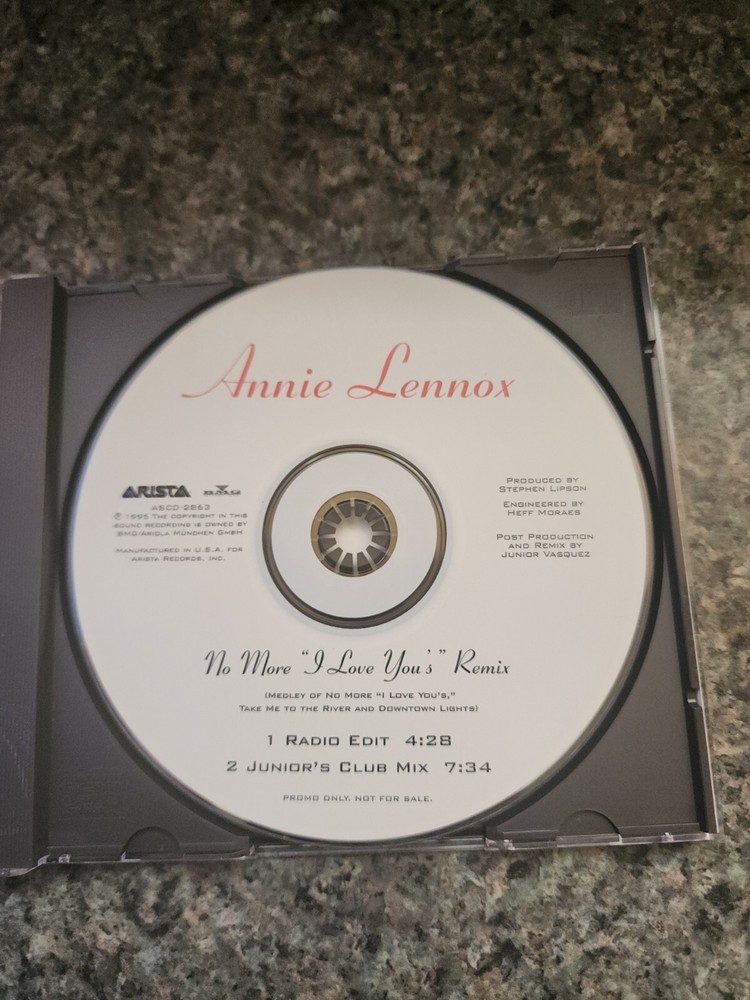 Annie Lennox
ARISTA BMG
ASCD-2863
℗ 1995 The copyright in this
sound recording is owned by
BMG/Ariola München GmbH
Manufactured in U.S.A. for
Arista Records, Inc.
Produced by
Stephen Lipson
Engineered by
Heff Moraes
Post Production
and Remix by
Junior Vasquez
No More "I Love You's" Remix
(Medley of No More "I Love You's,"
Take Me to the River and Downtown Lights)
1 Radio Edit 4:28
2 Junior's Club Mix 7:34
Promo only. Not for sale.